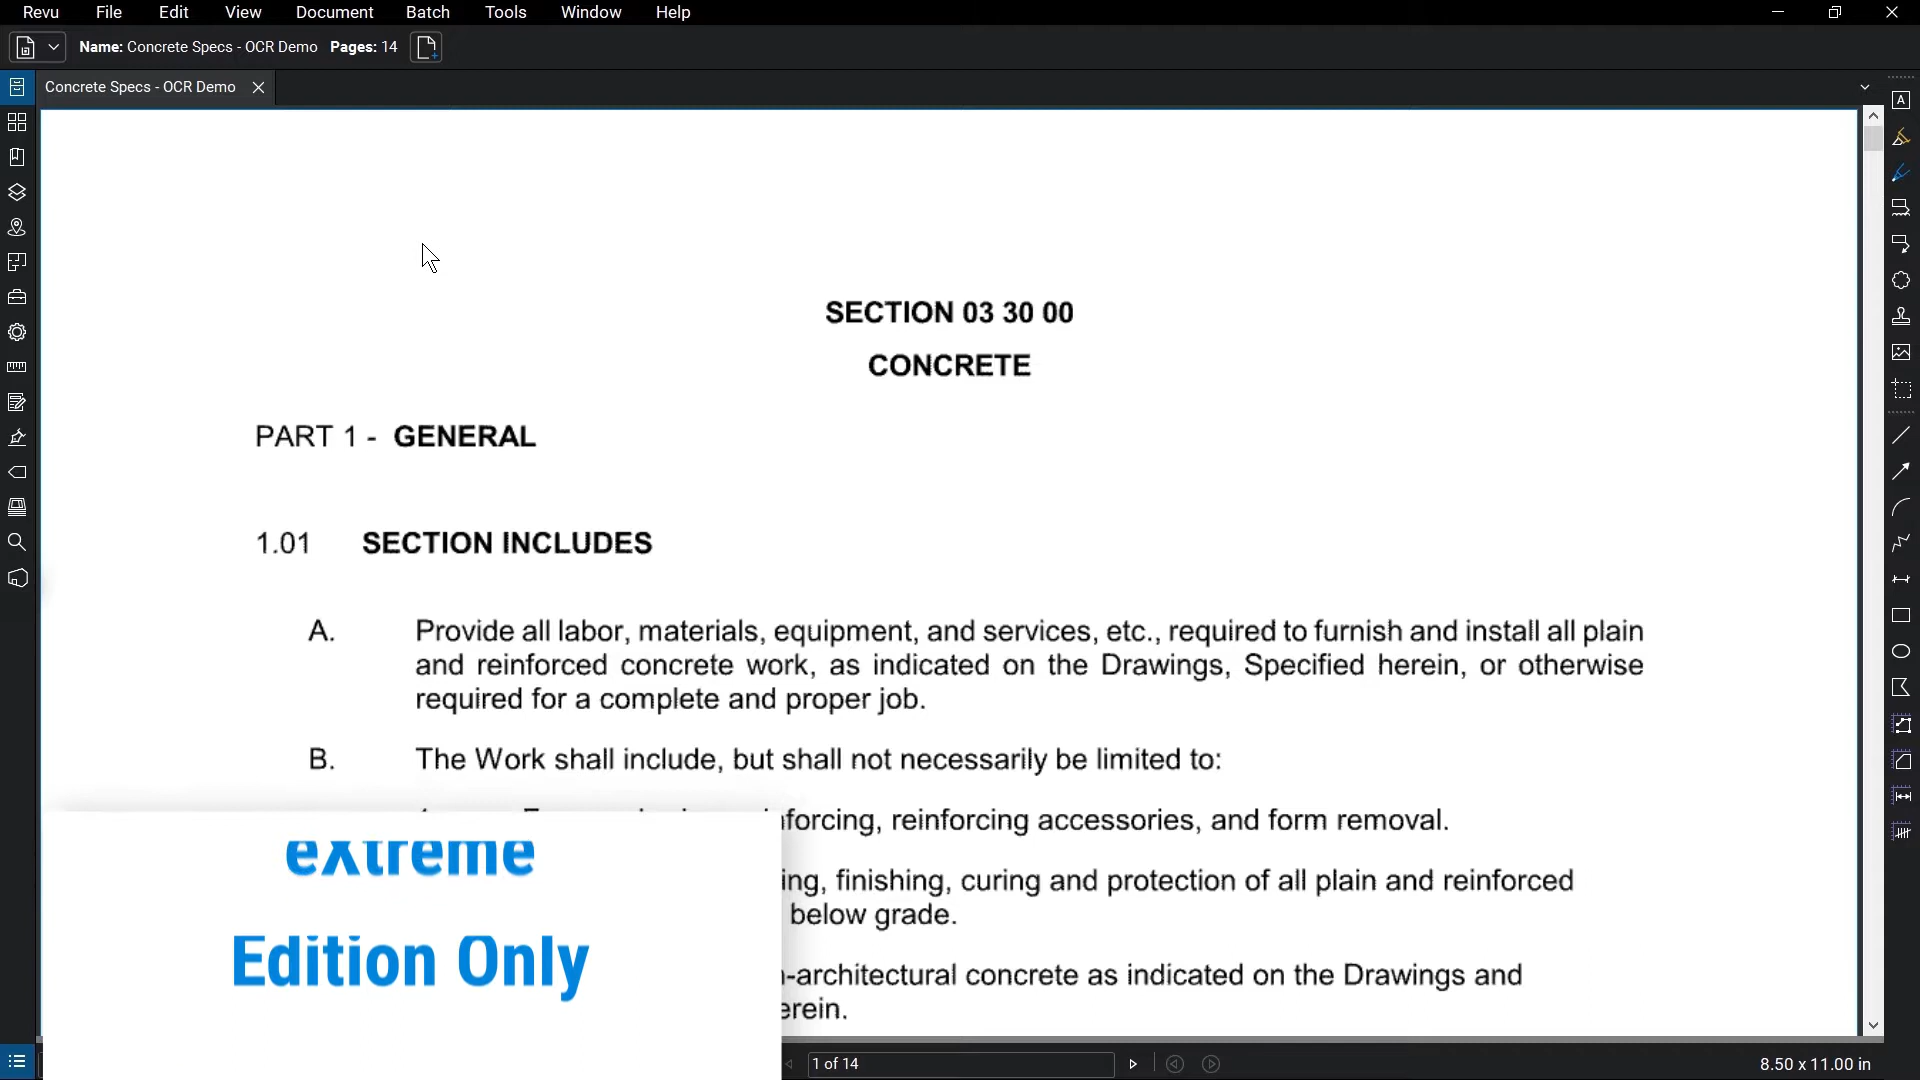 Revu File Edit View Document Batch Tools Window Help
Name: Concrete Specs - OCR Demo Pages: 14
Concrete Specs - OCR Demo
SECTION 03 30 00
CONCRETE
PART 1 - GENERAL
1.01 SECTION INCLUDES
A. Provide all labor, materials, equipment, and services, etc., required to furnish and install all plain
and reinforced concrete work, as indicated on the Drawings, Specified herein, or otherwise
required for a complete and proper job.
B. The Work shall include, but shall not necessarily be limited to:
forcing, reinforcing accessories, and form removal.
ing, finishing, curing and protection of all plain and reinforced
below grade.
-architectural concrete as indicated on the Drawings and
erein.
eXtreme
Edition Only
1 of 14
8.50 x 11.00 in